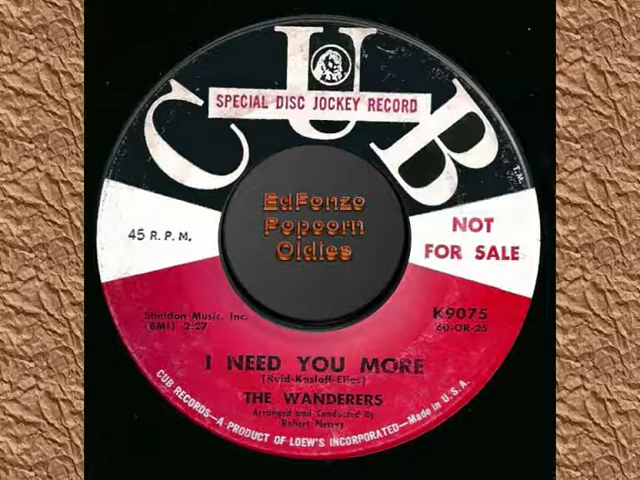 CUB
SPECIAL DISC JOCKEY RECORD
T.M.
EdFonzo
Popcorn
Oldies
45 R.P.M.
NOT
FOR SALE
Sheldon Music, Inc.
(BMI) 2:27
K9075
60-OR-25
I NEED YOU MORE
(Reid-Kosloff-Elias)
THE WANDERERS
Arranged and Conducted By
Robert Mersey
CUB RECORDS—A PRODUCT OF LOEW'S INCORPORATED—Made in U.S.A.